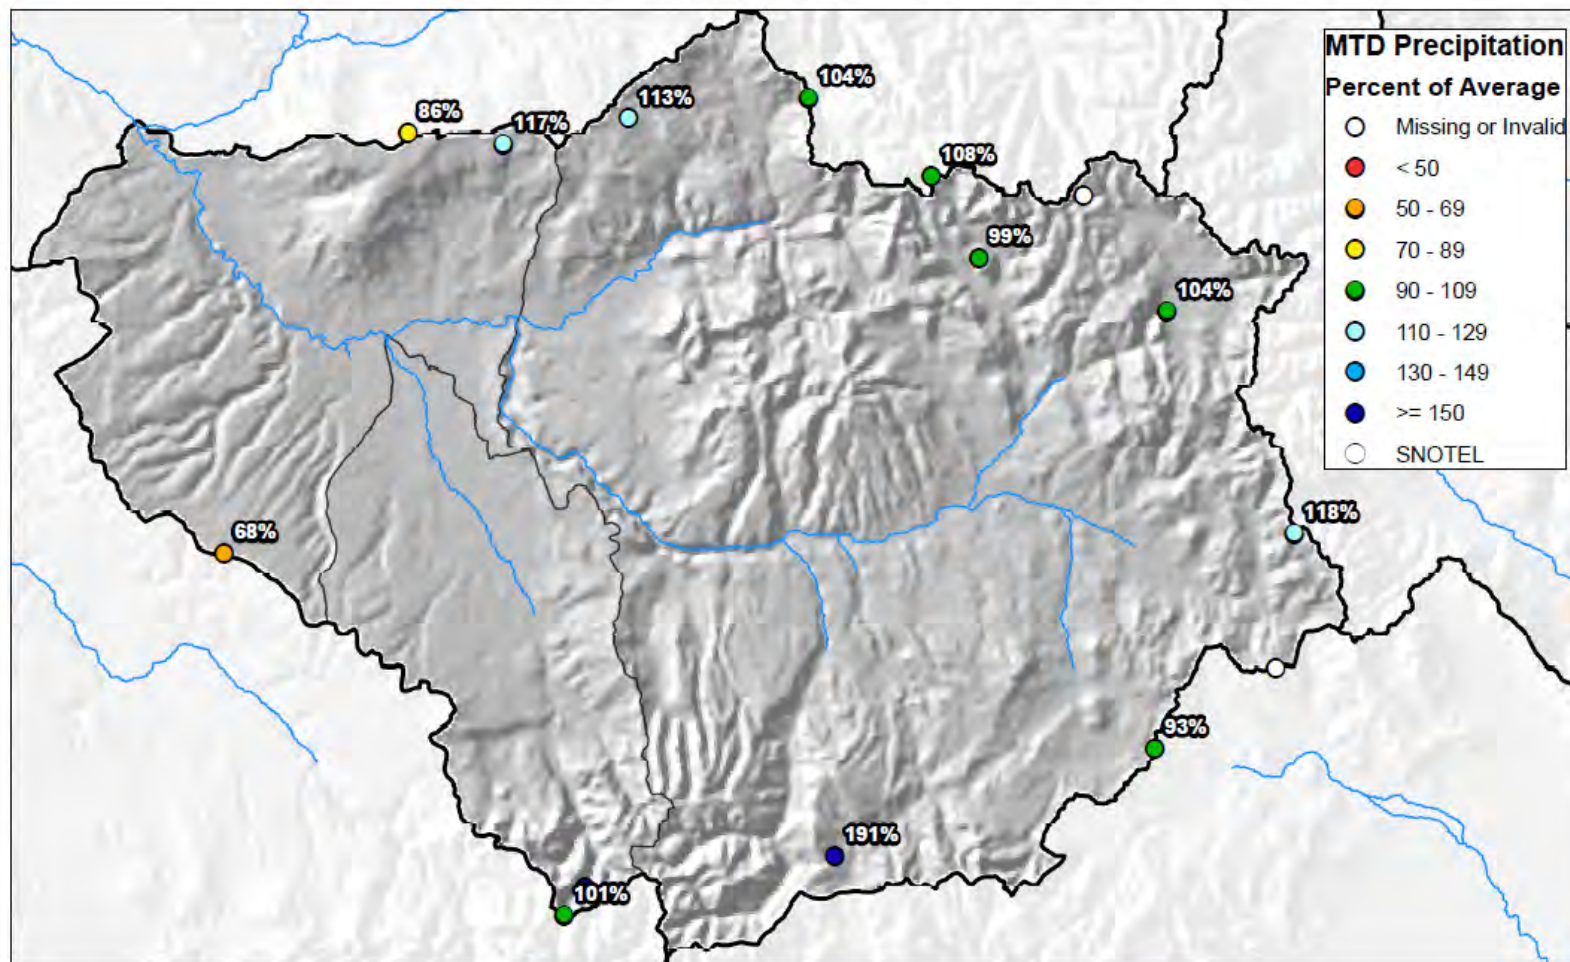 MTD Precipitation
Percent of Average
Missing or Invalid
< 50
50 - 69
70 - 89
90 - 109
110 - 129
130 - 149
>= 150
SNOTEL
104%
113%
86%
117%
108%
99%
104%
118%
68%
93%
191%
101%